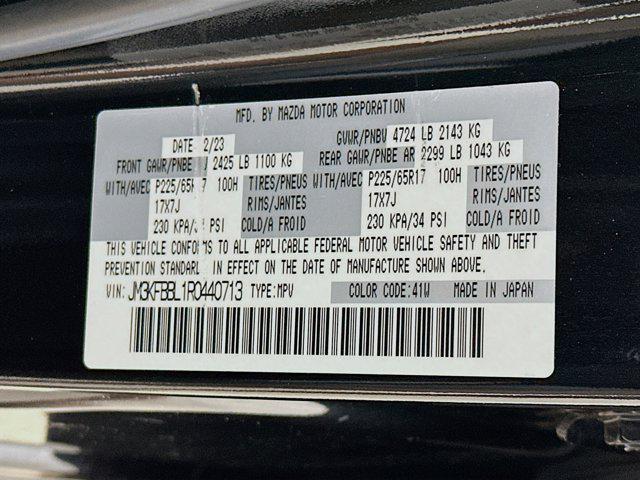 MFD. BY MAZDA MOTOR CORPORATION
DATE 2/23 GVWR/PNBV 4724 LB 2143 KG
FRONT GAWR/PNBE 2425 LB 1100 KG REAR GAWR/PNBE AR 2299 LB 1043 KG
WITH/AVEC P225/65R17 100H TIRES/PNEUS WITH/AVEC P225/65R17 100H TIRES/PNEUS
17X7J RIMS/JANTES 17X7J RIMS/JANTES
230 KPA/34 PSI COLD/A FROID 230 KPA/34 PSI COLD/A FROID
THIS VEHICLE CONFORMS TO ALL APPLICABLE FEDERAL MOTOR VEHICLE SAFETY AND THEFT
PREVENTION STANDARDS IN EFFECT ON THE DATE OF MANUFACTURE SHOWN ABOVE.
VIN: JM3KFBBL1R0440713 TYPE:MPV COLOR CODE:41W MADE IN JAPAN